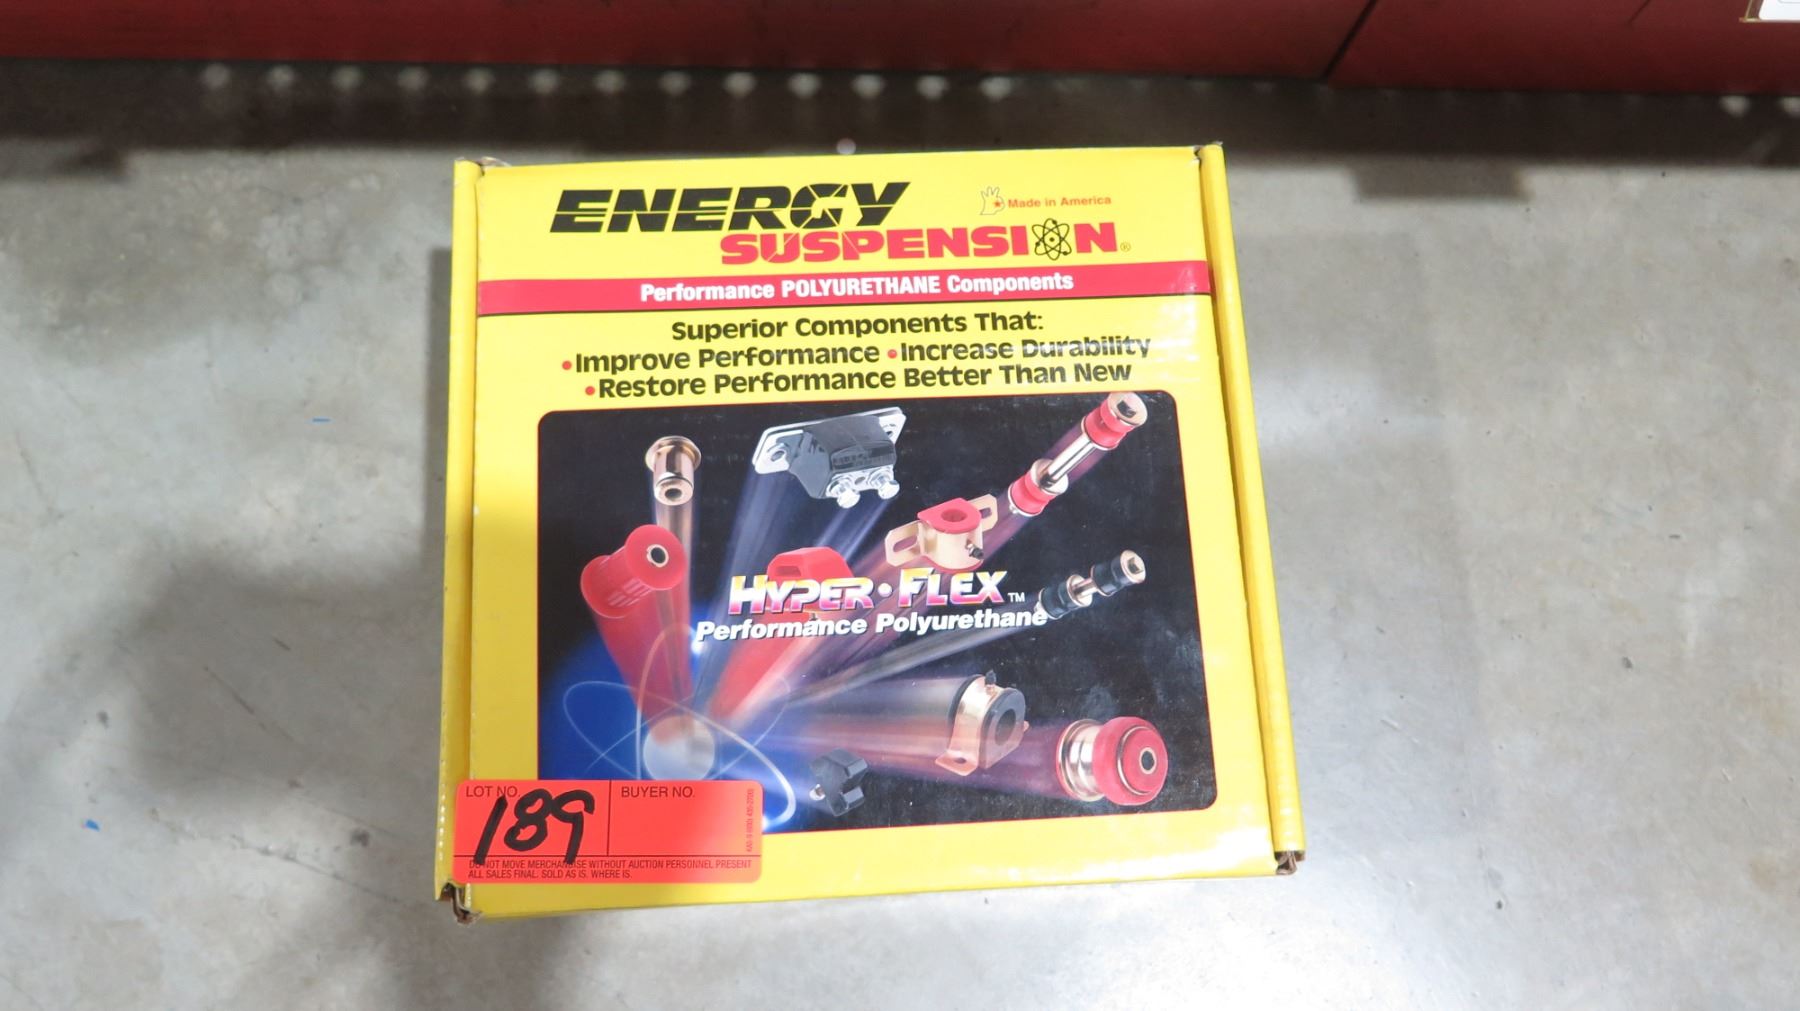 ENERGY
Made in America
SUSPENSION®
Performance POLYURETHANE Components
Superior Components That:
•Improve Performance •Increase Durability
•Restore Performance Better Than New
HYPER•FLEX™
Performance Polyurethane
LOT NO. 189
BUYER NO.
DO NOT MOVE MERCHANDISE WITHOUT AUCTION PERSONNEL PRESENT
ALL SALES FINAL. SOLD AS IS. WHERE IS.